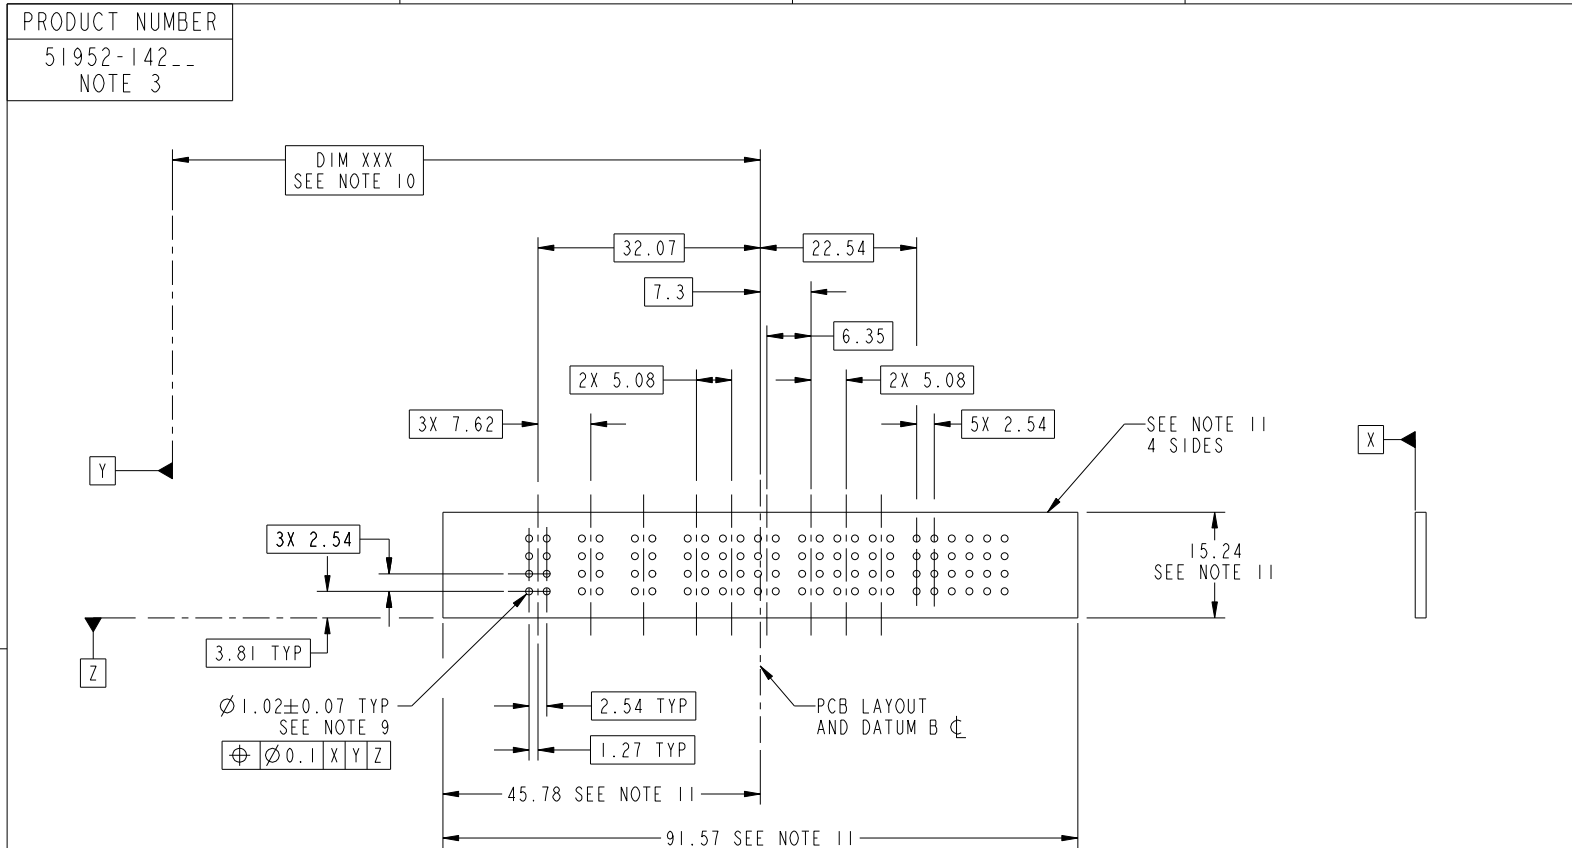 PRODUCT NUMBER
51952-142__
NOTE 3
DIM XXX
SEE NOTE 10
32.07
22.54
7.3
6.35
2X 5.08
2X 5.08
3X 7.62
5X 2.54
SEE NOTE 11
4 SIDES
X
Y
3X 2.54
15.24
SEE NOTE 11
3.81 TYP
Z
Ø1.02±0.07 TYP
SEE NOTE 9
⌖ Ø0.1 X Y Z
2.54 TYP
PCB LAYOUT
AND DATUM B ℄
1.27 TYP
45.78 SEE NOTE 11
91.57 SEE NOTE 11